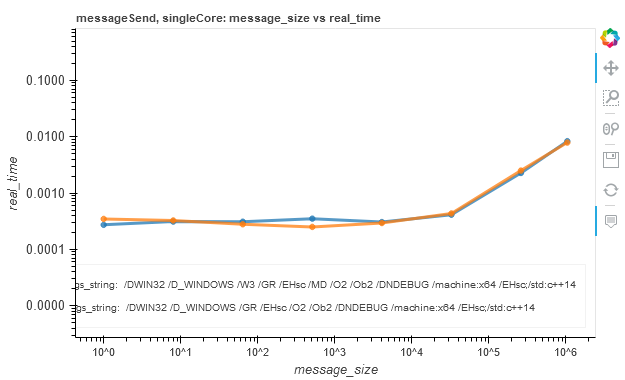 messageSend, singleCore: message_size vs real_time
0.1000
0.0100
0.0010
0.0001
0.0000
real_time
gs_string: /DWIN32 /D_WINDOWS /W3 /GR /EHsc /MD /O2 /Ob2 /DNDEBUG /machine:x64 /EHsc;/std:c++14
gs_string: /DWIN32 /D_WINDOWS /GR /EHsc /O2 /Ob2 /DNDEBUG /machine:x64 /EHsc;/std:c++14
10^0 10^1 10^2 10^3 10^4 10^5 10^6
message_size